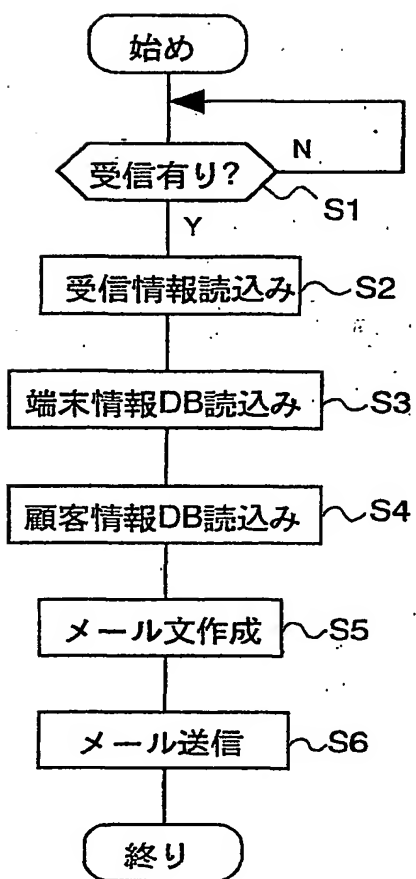 始め
N
受信有り?
S1
Y
受信情報読込み S2
端末情報DB読込み S3
顧客情報DB読込み S4
メール文作成 S5
メール送信 S6
終り